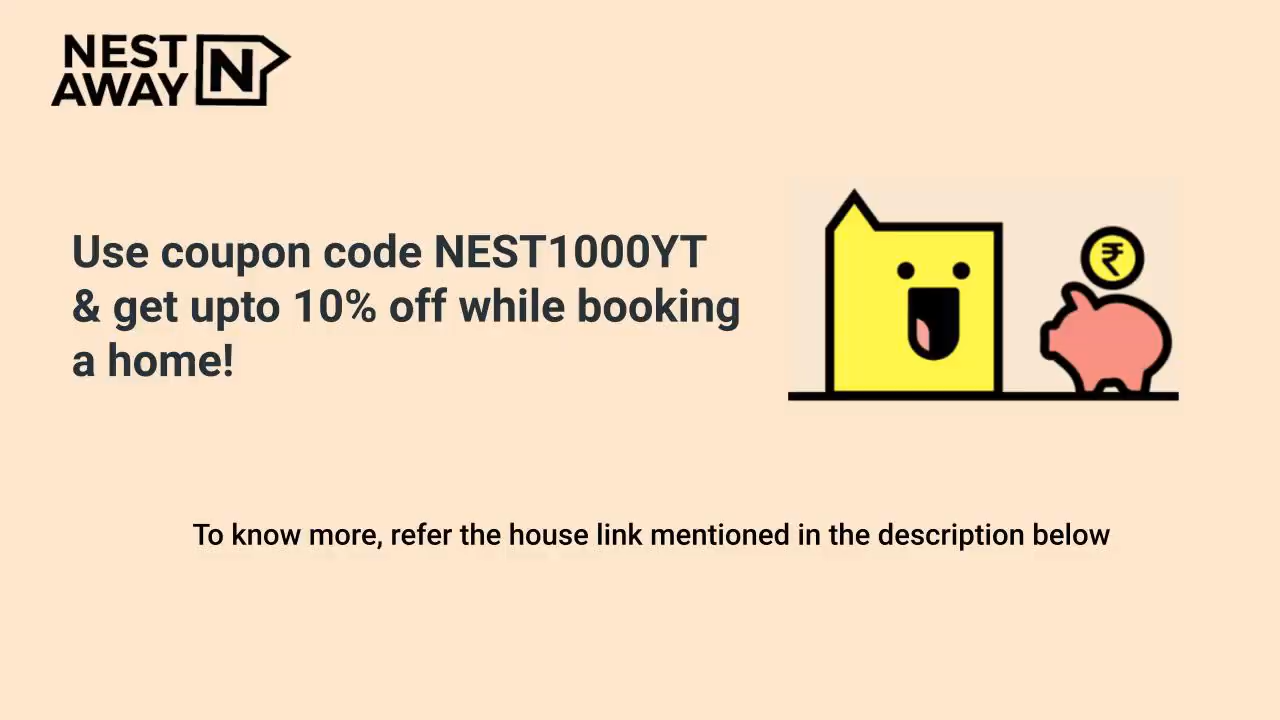 NEST
AWAY N
Use coupon code NEST1000YT
& get upto 10% off while booking
a home!
₹
To know more, refer the house link mentioned in the description below